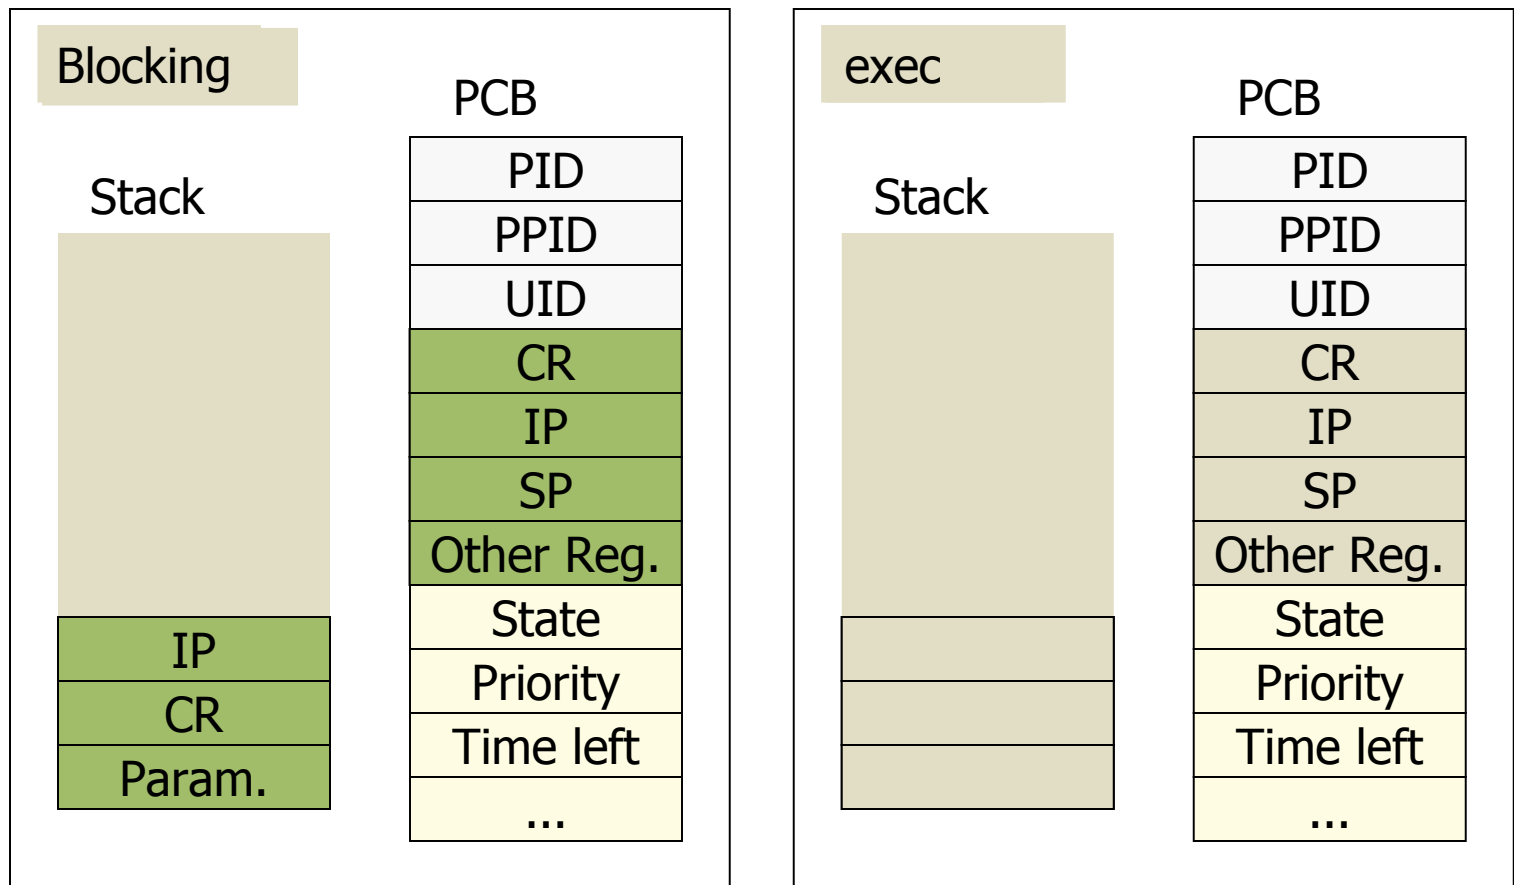 Blocking
PCB
PID
Stack
PPID
UID
CR
IP
SP
Other Reg.
State
IP
Priority
CR
Time left
Param.
...
exec
PCB
PID
Stack
PPID
UID
CR
IP
SP
Other Reg.
State
Priority
Time left
...